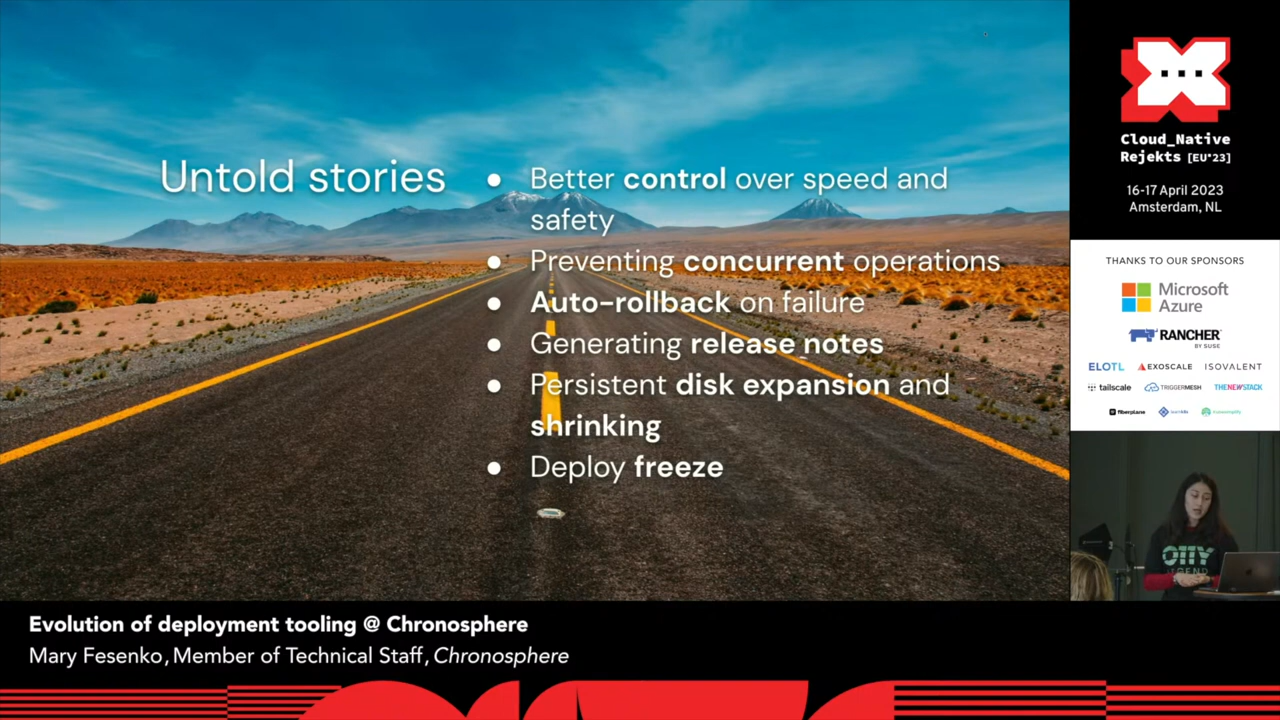 Untold stories
● Better control over speed and
safety
● Preventing concurrent operations
● Auto-rollback on failure
● Generating release notes
● Persistent disk expansion and
shrinking
● Deploy freeze
Cloud_Native
Rejekts [EU'23]
16-17 April 2023
Amsterdam, NL
THANKS TO OUR SPONSORS
Microsoft
Azure
RANCHER
BY SUSE
ELOTL EXOSCALE ISOVALENT
tailscale TRIGGERMESH THENEWSTACK
fiberplane
Evolution of deployment tooling @ Chronosphere
Mary Fesenko, Member of Technical Staff, Chronosphere